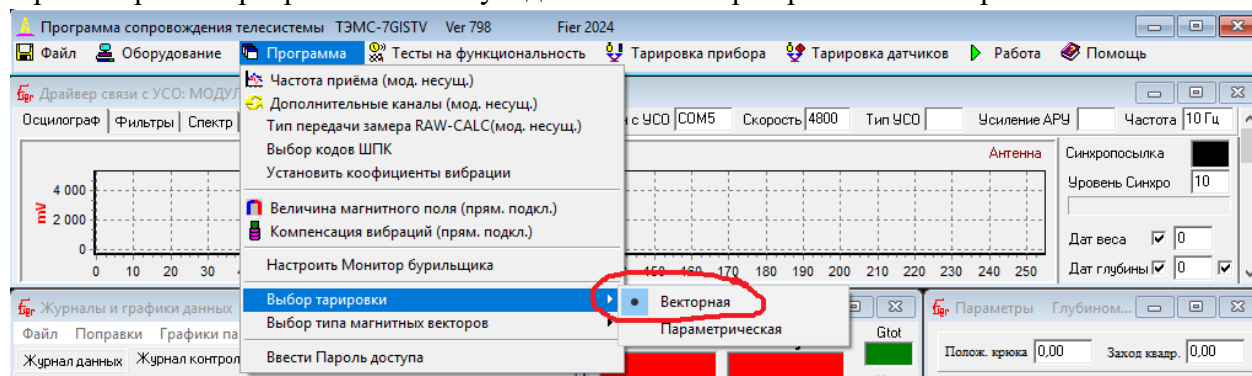 Программа сопровождения телесистемы ТЭМС-7GISTV Ver 798 Fier 2024
Файл Оборудование Программа Тесты на функциональность Тарировка прибора Тарировка датчиков Работа Помощь
Частота приёма (мод. несущ.)
Дополнительные каналы (мод. несущ.)
Тип передачи замера RAW-CALC(мод. несущ.)
Выбор кодов ШПК
Установить коофициенты вибрации
Величина магнитного поля (прям. подкл.)
Компенсация вибраций (прям. подкл.)
Настроить Монитор бурильщика
Выбор тарировки
Выбор типа магнитных векторов
Ввести Пароль доступа
Векторная
Параметрическая
Драйвер связи с УСО:
Осцилограф Фильтры Спектр
с УСО COM5 Скорость 4800 Тип УСО Усиление АРУ Частота 10 Гц
Антенна
Синхропосылка
Уровень Синхро 10
Дат веса 0
Дат глубины 0
mV
4 000
2 000
0
0 10 20 30 150 160 170 180 190 200 210 220 230 240 250
Журналы и графики данных
Файл Поправки Графики па
Журнал данных Журнал контрол
Gtot
Параметры Глубином...
Полож. крюка 0,00 Заход квадр. 0,00